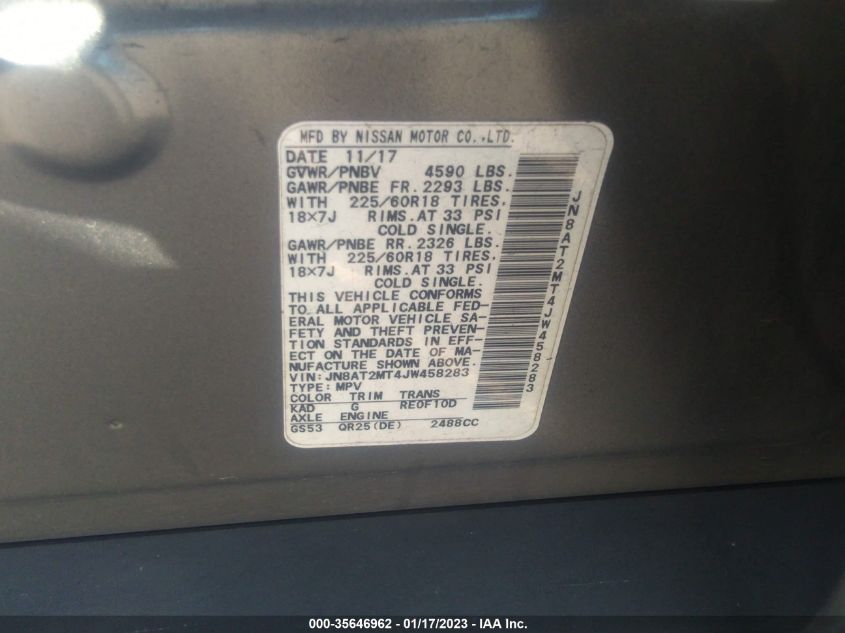 MFD BY NISSAN MOTOR CO.,LTD.
DATE 11/17
GVWR/PNBV 4590 LBS.
GAWR/PNBE FR. 2293 LBS.
WITH 225/60R18 TIRES.
18×7J RIMS. AT 33 PSI
COLD SINGLE.
GAWR/PNBE RR. 2326 LBS.
WITH 225/60R18 TIRES.
18×7J RIMS. AT 33 PSI
COLD SINGLE.
THIS VEHICLE CONFORMS
TO ALL APPLICABLE FED-
ERAL MOTOR VEHICLE SA-
FETY AND THEFT PREVEN-
TION STANDARDS IN EFF-
ECT ON THE DATE OF MA-
NUFACTURE SHOWN ABOVE.
VIN:JN8AT2MT4JW458283
TYPE:MPV
COLOR TRIM TRANS
KAD G RE0F10D
AXLE ENGINE
GS53 QR25(DE) 2488CC
JN8AT2MT4JW458283
000-35646962 - 01/17/2023 - IAA Inc.